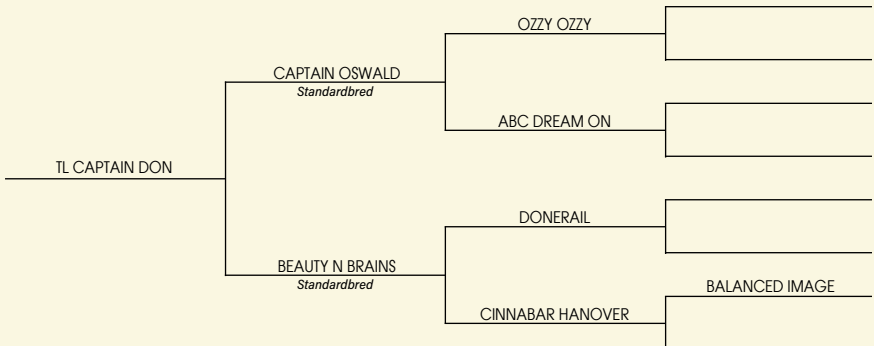 OZZY OZZY
CAPTAIN OSWALD
Standardbred
ABC DREAM ON
TL CAPTAIN DON
DONERAIL
BEAUTY N BRAINS
Standardbred
BALANCED IMAGE
CINNABAR HANOVER